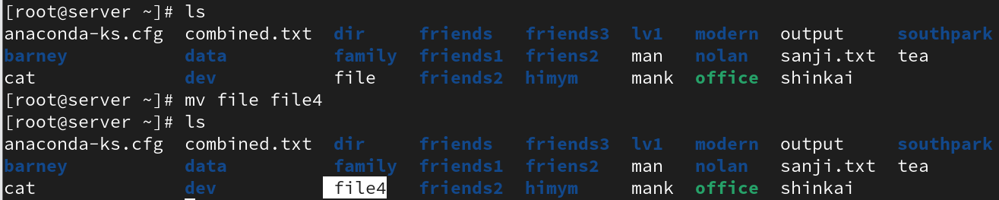 [root@server ~]# ls
anaconda-ks.cfg combined.txt dir friends friends3 lv1 modern output southpark
barney data family friends1 friens2 man nolan sanji.txt tea
cat dev file friends2 himym mank office shinkai
[root@server ~]# mv file file4
[root@server ~]# ls
anaconda-ks.cfg combined.txt dir friends friends3 lv1 modern output southpark
barney data family friends1 friens2 man nolan sanji.txt tea
cat dev file4 friends2 himym mank office shinkai